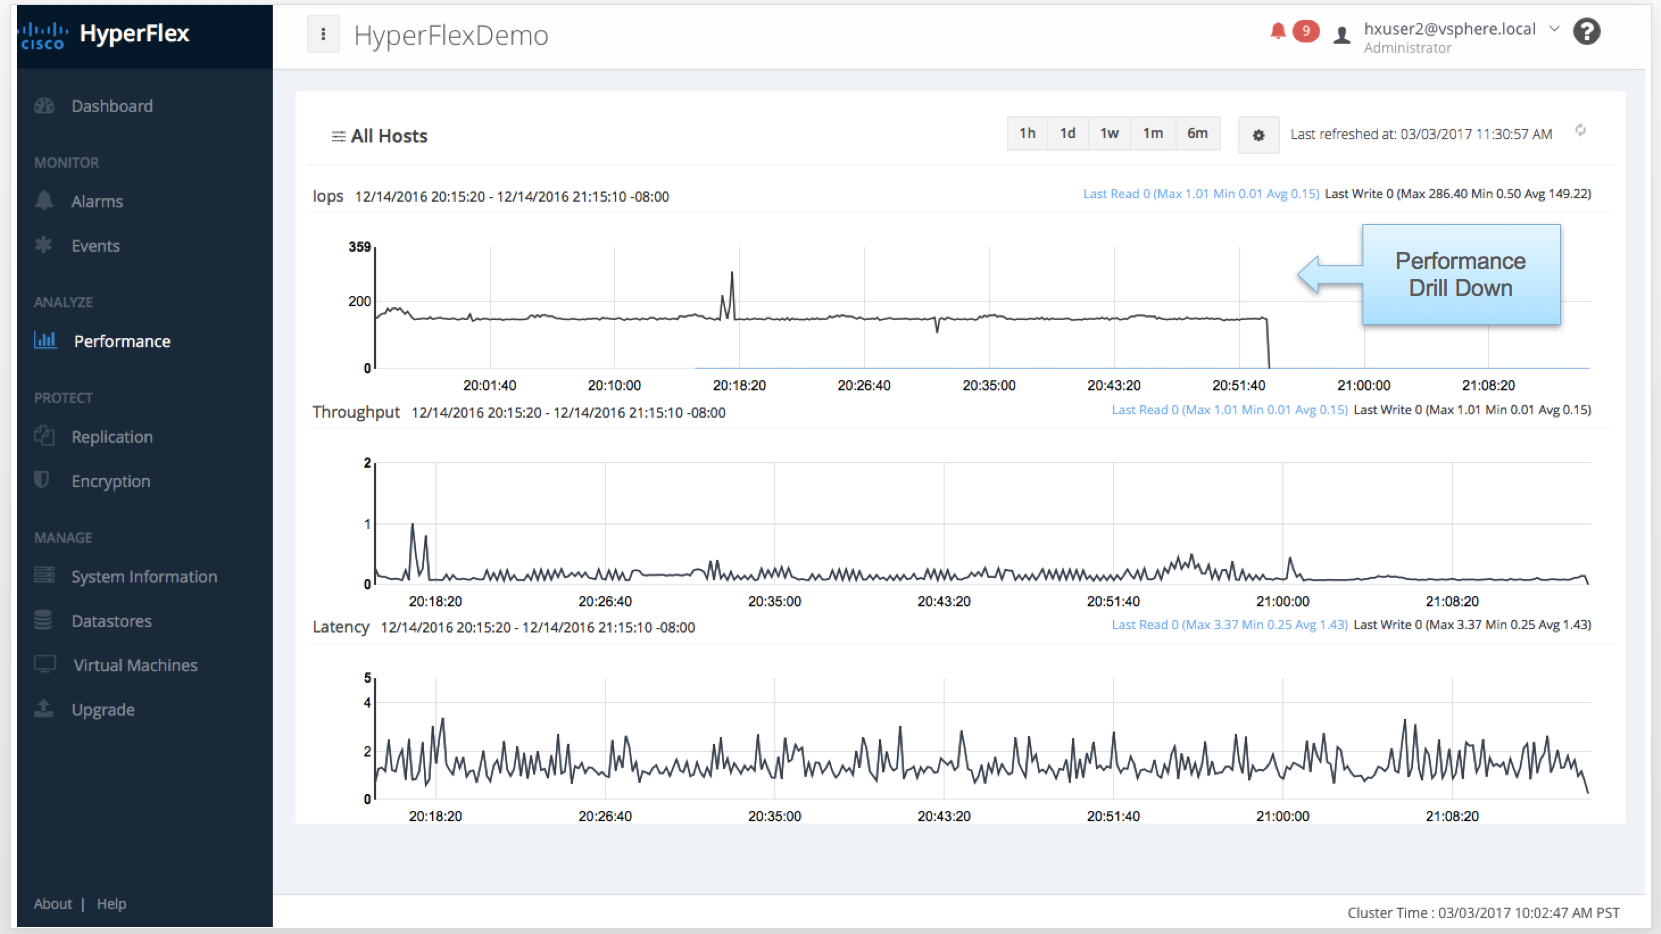 CISCO HyperFlex
HyperFlexDemo
9
hxuser2@vsphere.local
Administrator
?
Dashboard
MONITOR
Alarms
Events
ANALYZE
Performance
PROTECT
Replication
Encryption
MANAGE
System Information
Datastores
Virtual Machines
Upgrade
About | Help
All Hosts
1h 1d 1w 1m 6m
Last refreshed at: 03/03/2017 11:30:57 AM
Iops 12/14/2016 20:15:20 - 12/14/2016 21:15:10 -08:00
Last Read 0 (Max 1.01 Min 0.01 Avg 0.15) Last Write 0 (Max 286.40 Min 0.50 Avg 149.22)
Performance
Drill Down
359
200
0
20:01:40 20:10:00 20:18:20 20:26:40 20:35:00 20:43:20 20:51:40 21:00:00 21:08:20
Throughput 12/14/2016 20:15:20 - 12/14/2016 21:15:10 -08:00
Last Read 0 (Max 1.01 Min 0.01 Avg 0.15) Last Write 0 (Max 1.01 Min 0.01 Avg 0.15)
2
1
0
20:18:20 20:26:40 20:35:00 20:43:20 20:51:40 21:00:00 21:08:20
Latency 12/14/2016 20:15:20 - 12/14/2016 21:15:10 -08:00
Last Read 0 (Max 3.37 Min 0.25 Avg 1.43) Last Write 0 (Max 3.37 Min 0.25 Avg 1.43)
5
4
2
0
20:18:20 20:26:40 20:35:00 20:43:20 20:51:40 21:00:00 21:08:20
Cluster Time : 03/03/2017 10:02:47 AM PST